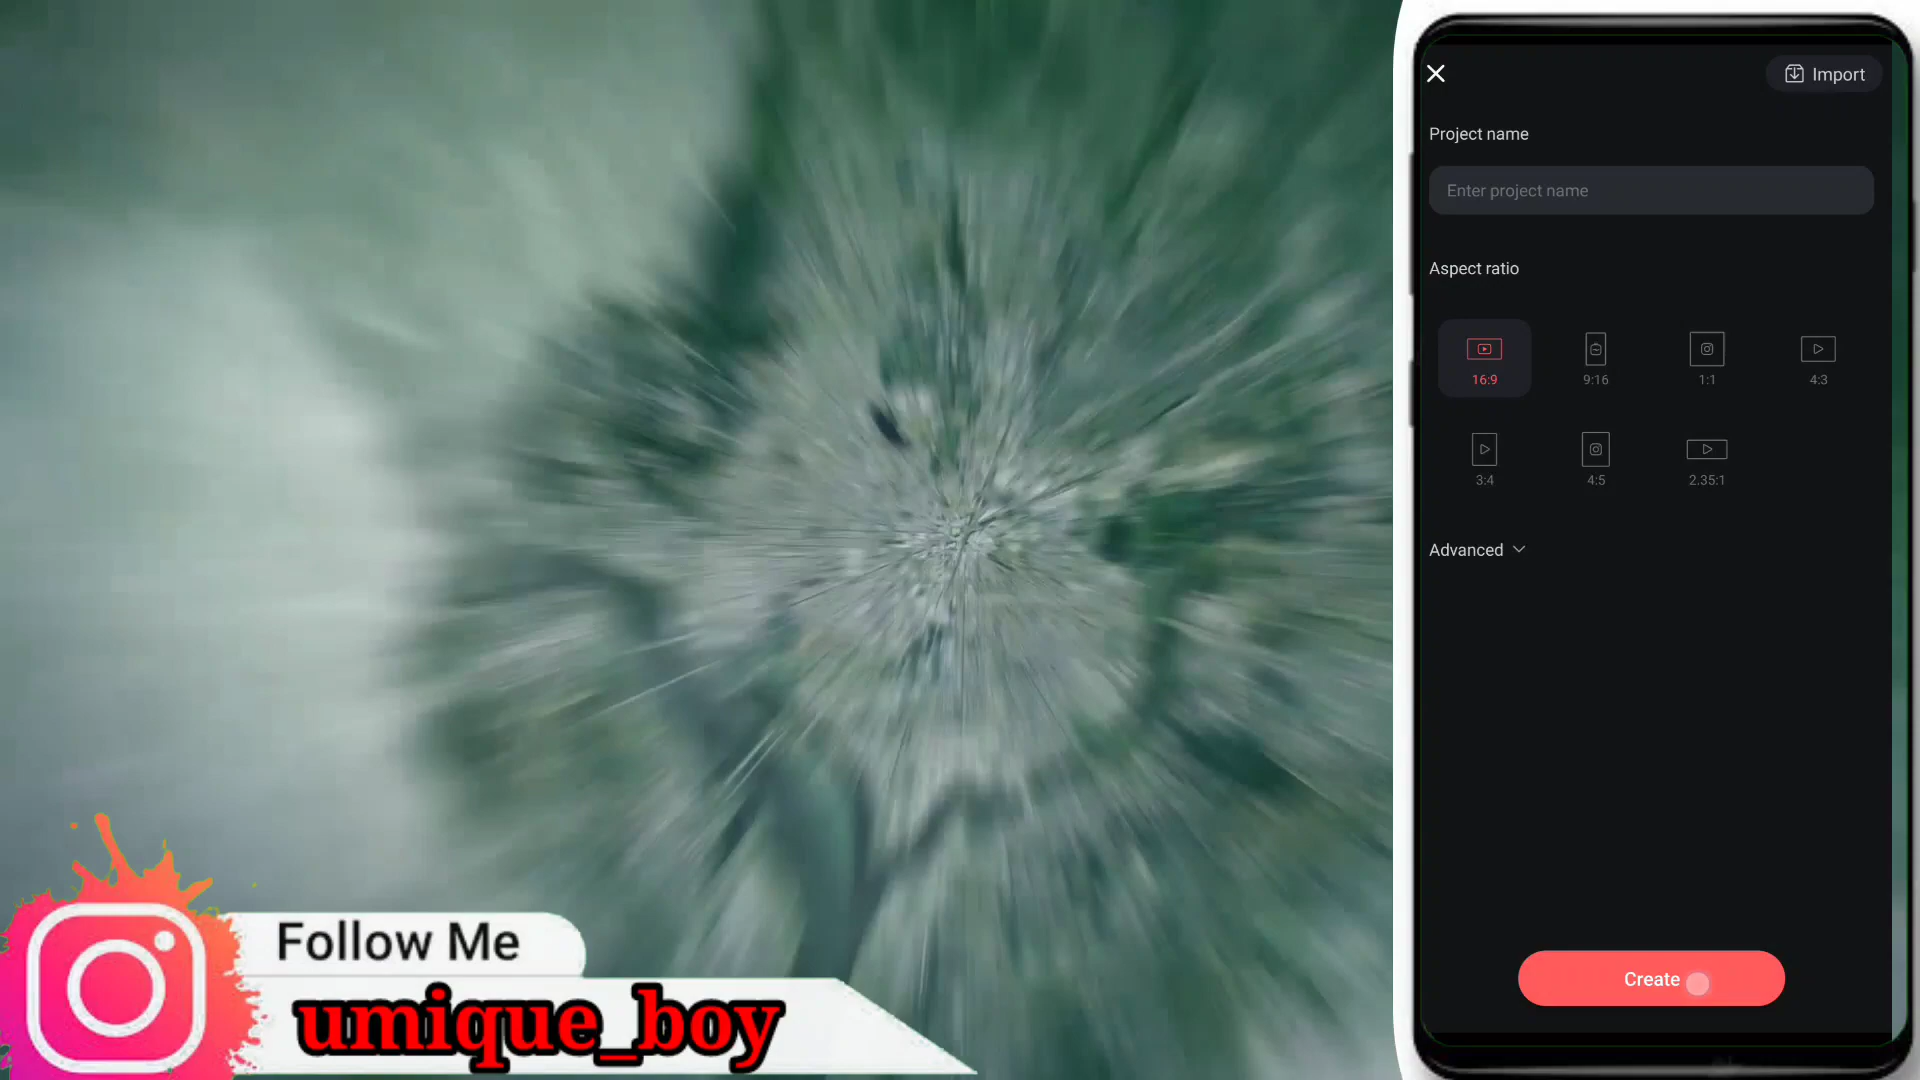 Import
Project name
Enter project name
Aspect ratio
16:9
9:16
1:1
4:3
3:4
4:5
2.35:1
Advanced
Create
Follow Me
umique_boy